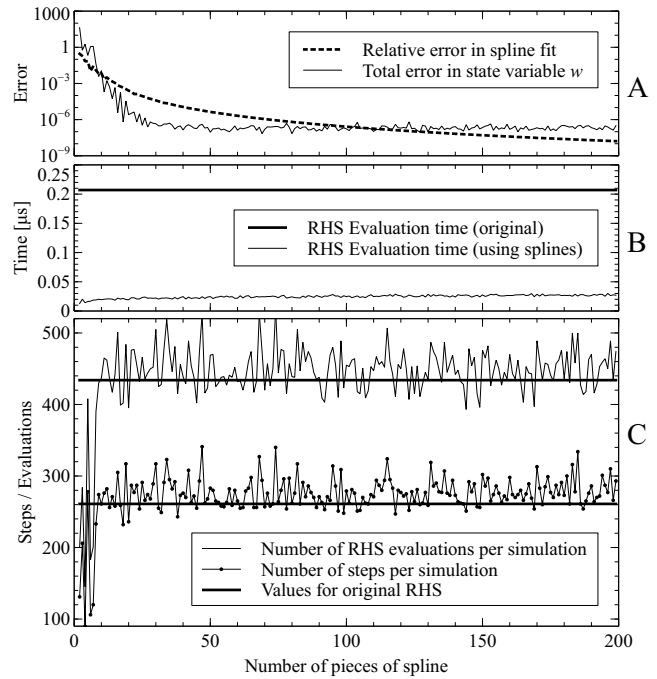 1
10⁻³
10⁻⁶
10⁻⁹
Error
Relative error in spline fit
Total error in state variable w
A
0.25
0.2
0.15
0.1
0.05
0
Time [μs]
RHS Evaluation time (original)
RHS Evaluation time (using splines)
B
500
400
300
200
100
Steps / Evaluations
Number of RHS evaluations per simulation
Number of steps per simulation
Values for original RHS
C
0 50 100 150 200
Number of pieces of spline